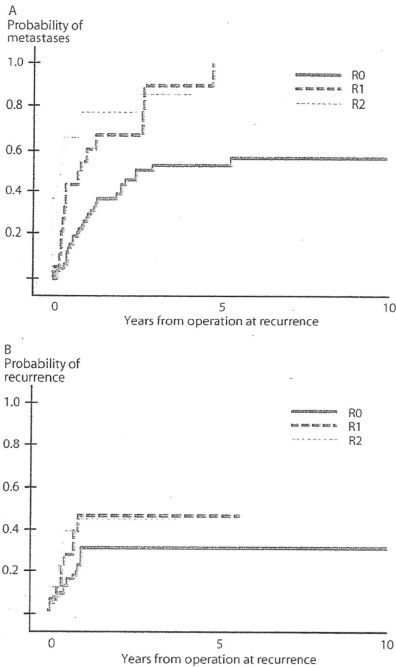 A
Probability of
metastases
1.0
0.8
0.6
0.4
0.2
R0
R1
R2
0
5
10
Years from operation at recurrence
B
Probability of
recurrence
1.0
0.8
0.6
0.4
0.2
R0
R1
R2
0
5
10
Years from operation at recurrence